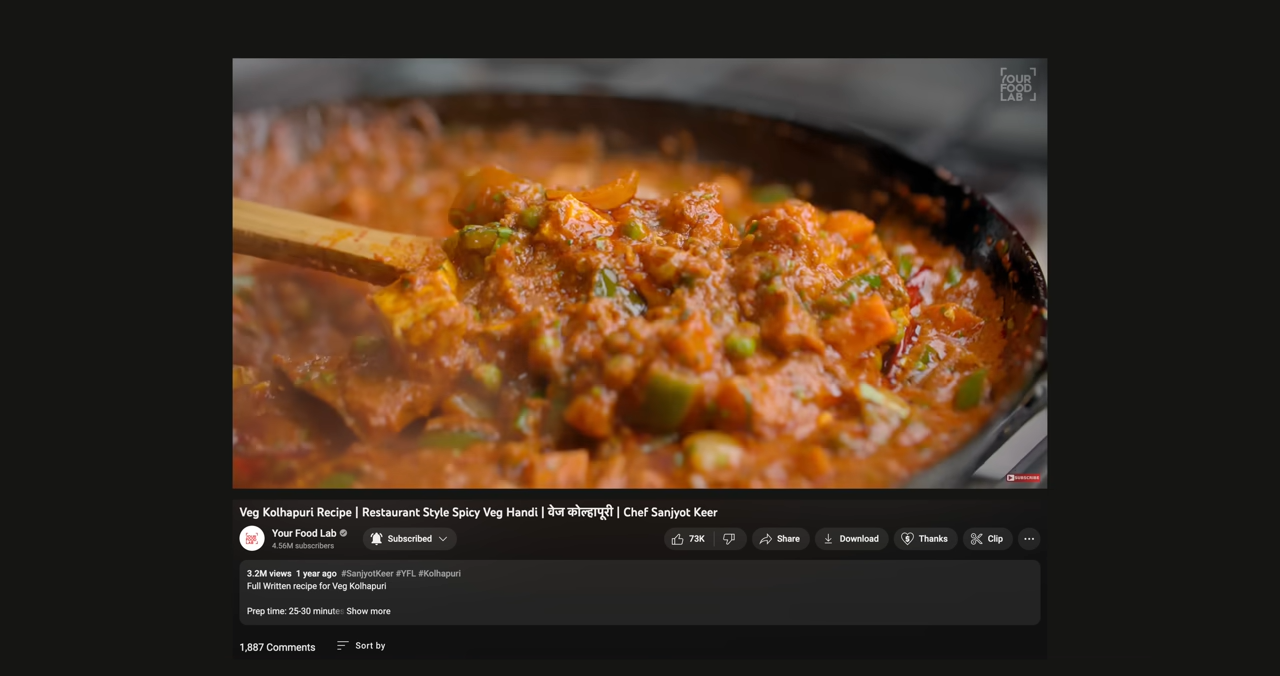 YOUR
FOOD
LAB
SUBSCRIBE
Veg Kolhapuri Recipe | Restaurant Style Spicy Veg Handi | वेज कोल्हापूरी | Chef Sanjyot Keer
Your Food Lab
4.56M subscribers
Subscribed
73K
Share
Download
Thanks
Clip
3.2M views 1 year ago #SanjyotKeer #YFL #Kolhapuri
Full Written recipe for Veg Kolhapuri
Prep time: 25-30 minutes Show more
1,887 Comments
Sort by